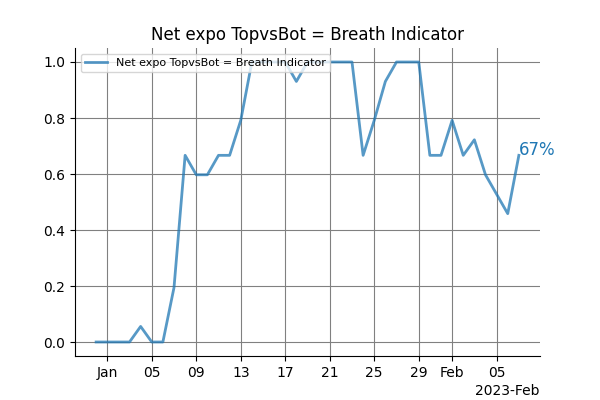 Net expo TopvsBot = Breath Indicator
Net expo TopvsBot = Breath Indicator
1.0
0.8
67%
0.6
0.4
0.2
0.0
Jan 05 09 13 17 21 25 29 Feb 05
2023-Feb